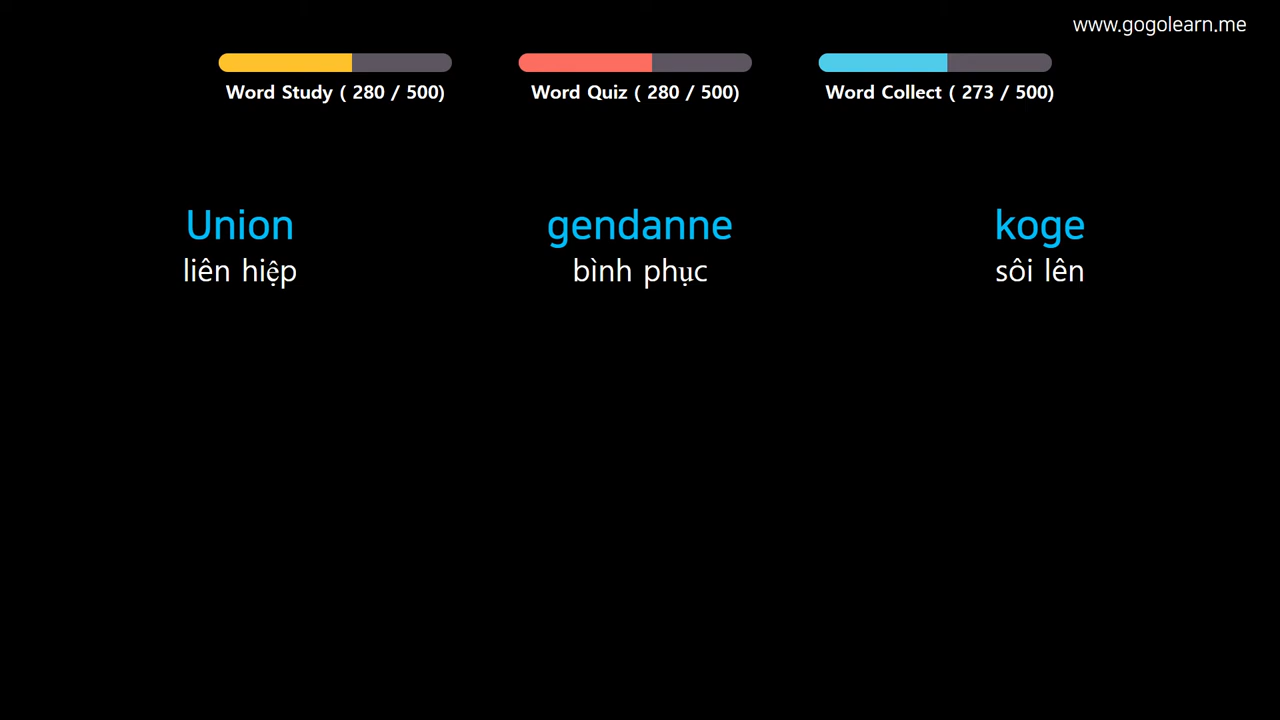 www.gogolearn.me
Word Study ( 280 / 500)
Word Quiz ( 280 / 500)
Word Collect ( 273 / 500)
Union
liên hiệp
gendanne
bình phục
koge
sôi lên